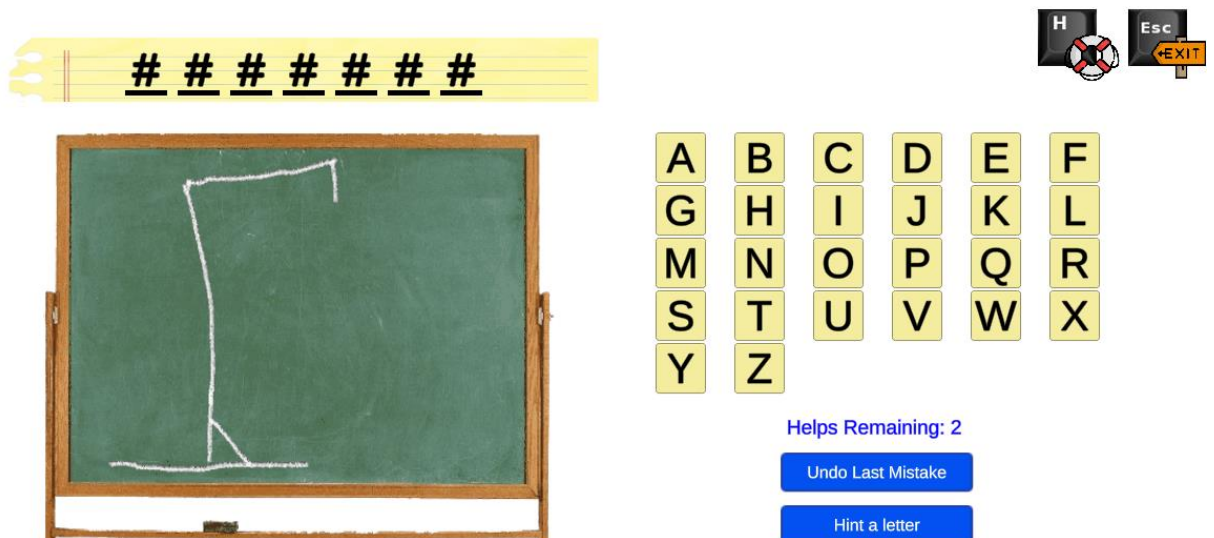 # # # # # # #
H
Esc
EXIT
A B C D E F
G H I J K L
M N O P Q R
S T U V W X
Y Z
Helps Remaining: 2
Undo Last Mistake
Hint a letter